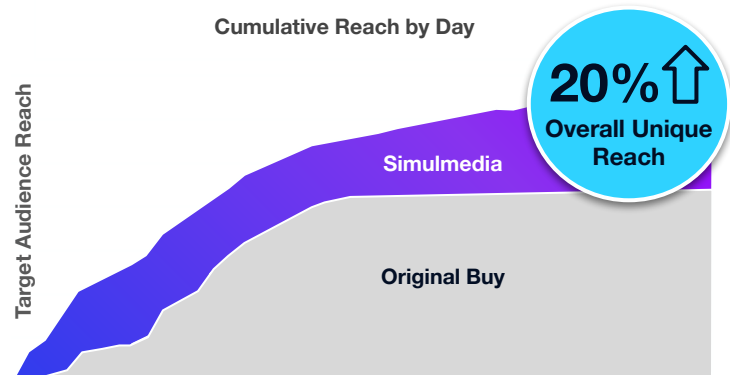 Cumulative Reach by Day
20%
Overall Unique
Reach
Target Audience Reach
Simulmedia
Original Buy